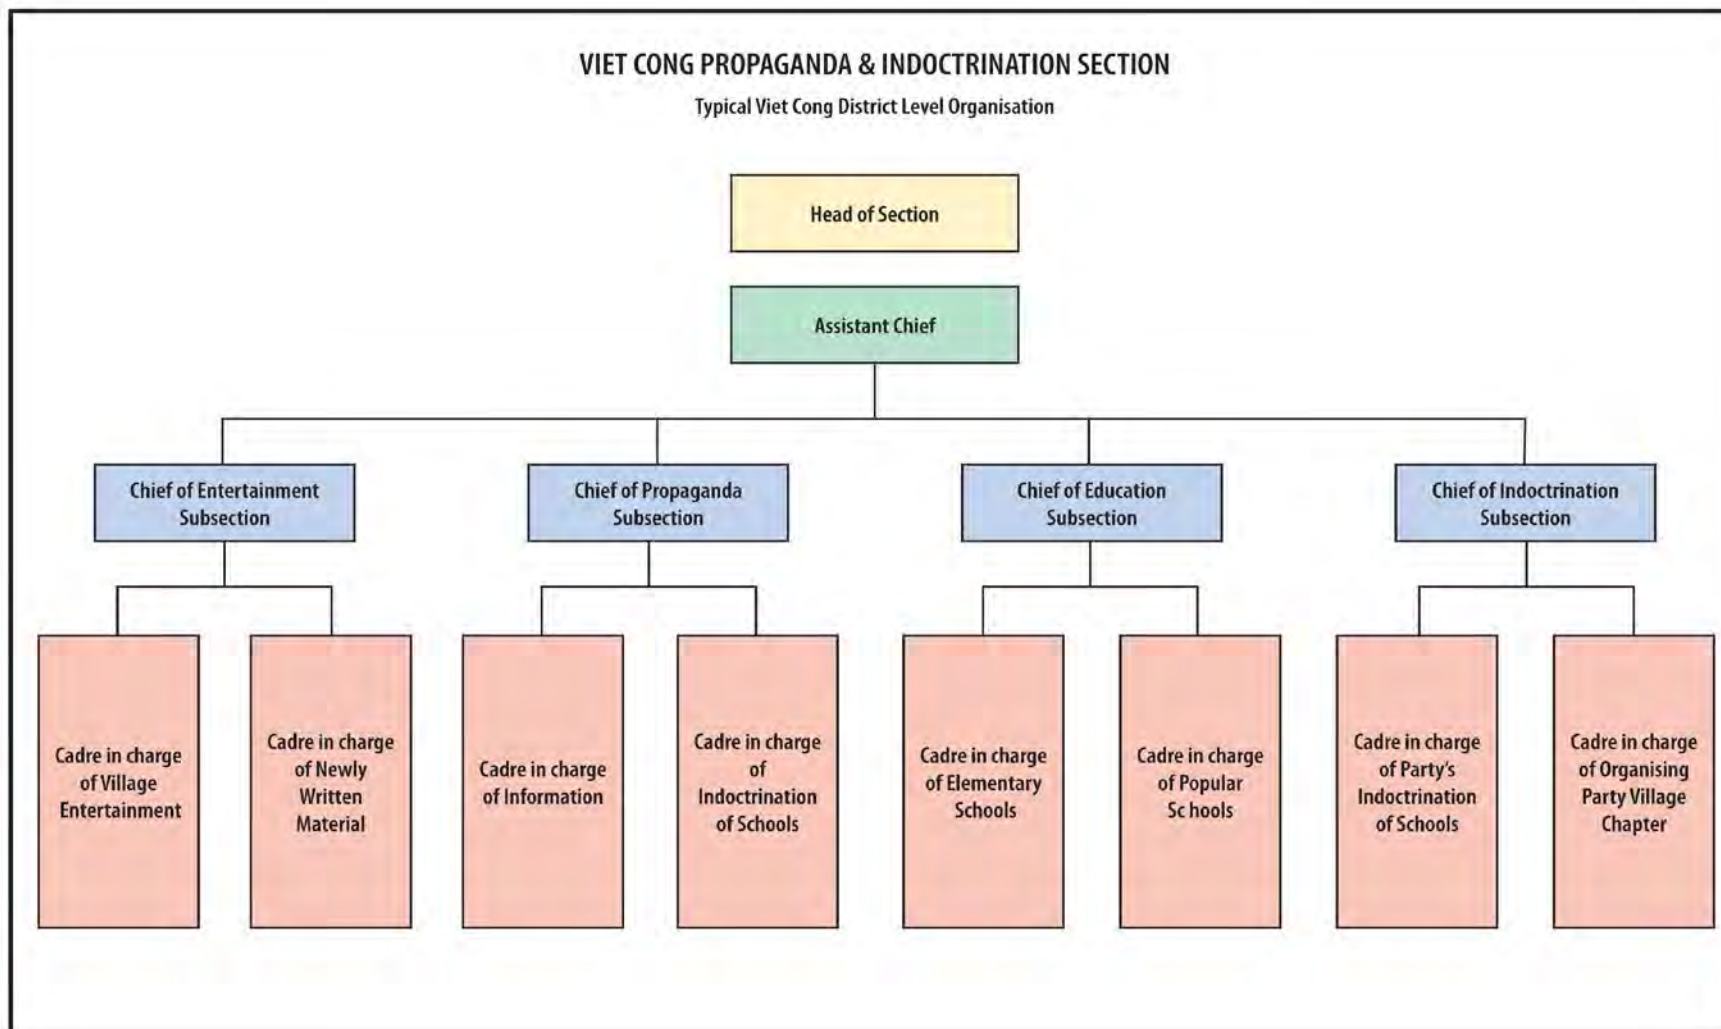 VIET CONG PROPAGANDA & INDOCTRINATION SECTION
Typical Viet Cong District Level Organisation
Head of Section
Assistant Chief
Chief of Entertainment
Subsection
Chief of Propaganda
Subsection
Chief of Education
Subsection
Chief of Indoctrination
Subsection
Cadre in charge
of Village
Entertainment
Cadre in charge
of Newly
Written
Material
Cadre in charge
of Information
Cadre in charge
of
Indoctrination
of Schools
Cadre in charge
of Elementary
Schools
Cadre in charge
of Popular
Sc hools
Cadre in charge
of Party's
Indoctrination
of Schools
Cadre in charge
of Organising
Party Village
Chapter